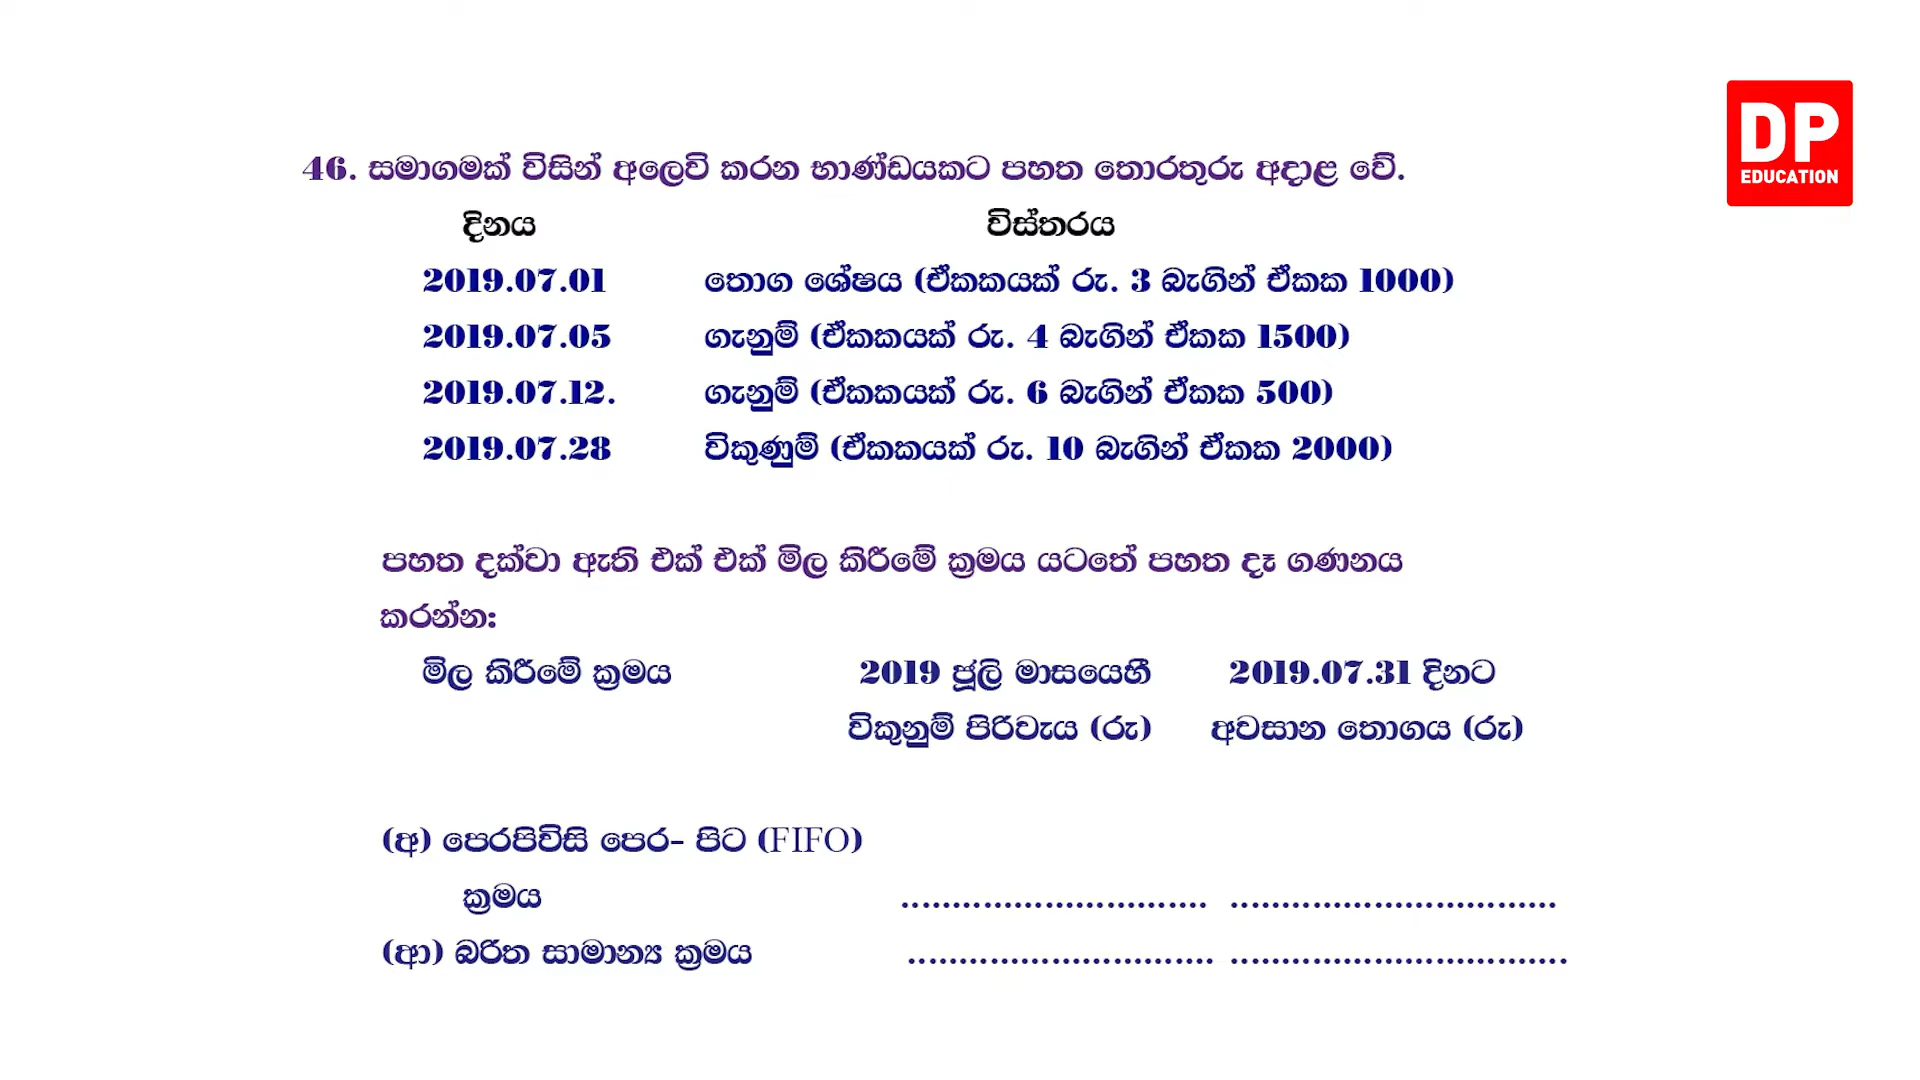 DP
EDUCATION
46. සමාගමක් විසින් අලෙවි කරන භාණ්ඩයකට පහත තොරතුරු අදාළ වේ.
දිනය විස්තරය
2019.07.01 තොග ශේෂය (ඒකකයක් රු. 3 බැගින් ඒකක 1000)
2019.07.05 ගැනුම් (ඒකකයක් රු. 4 බැගින් ඒකක 1500)
2019.07.12. ගැනුම් (ඒකකයක් රු. 6 බැගින් ඒකක 500)
2019.07.28 විකුණුම් (ඒකකයක් රු. 10 බැගින් ඒකක 2000)
පහත දක්වා ඇති එක් එක් මිල කිරීමේ ක්‍රමය යටතේ පහත දෑ ගණනය
කරන්න:
මිල කිරීමේ ක්‍රමය 2019 ජූලි මාසයෙහී 2019.07.31 දිනට
විකුනුම් පිරිවැය (රු) අවසාන තොගය (රු)
(අ) පෙරපිවිසි පෙර- පිට (FIFO)
ක්‍රමය .............................. ................................
(ආ) බරිත සාමාන්‍ය ක්‍රමය .............................. .................................